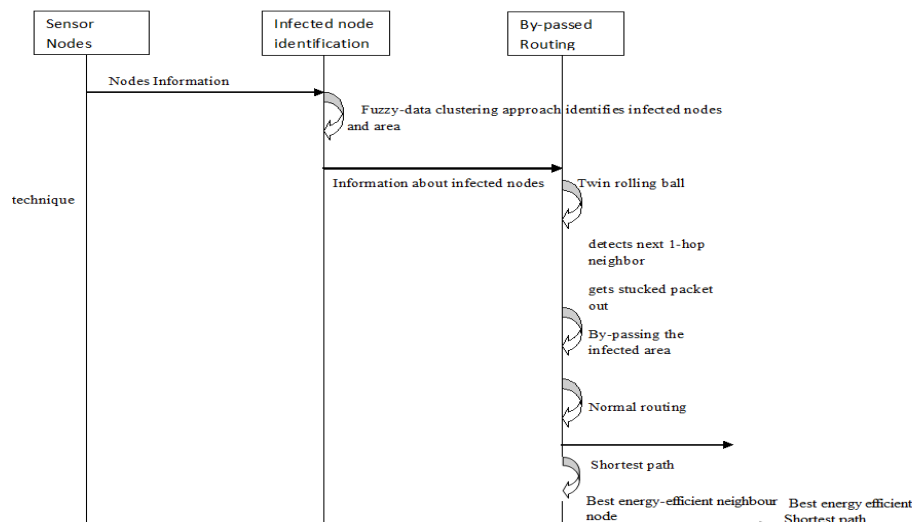 Sensor
Nodes
Infected node
identification
By-passed
Routing
Nodes Information
Fuzzy-data clustering approach identifies infected nodes
and area
Information about infected nodes
Twin rolling ball
technique
detects next 1-hop
neighbor
gets stucked packet
out
By-passing the
infected area
Normal routing
Shortest path
Best energy-efficient neighbour
node
Best energy efficient
Shortest path